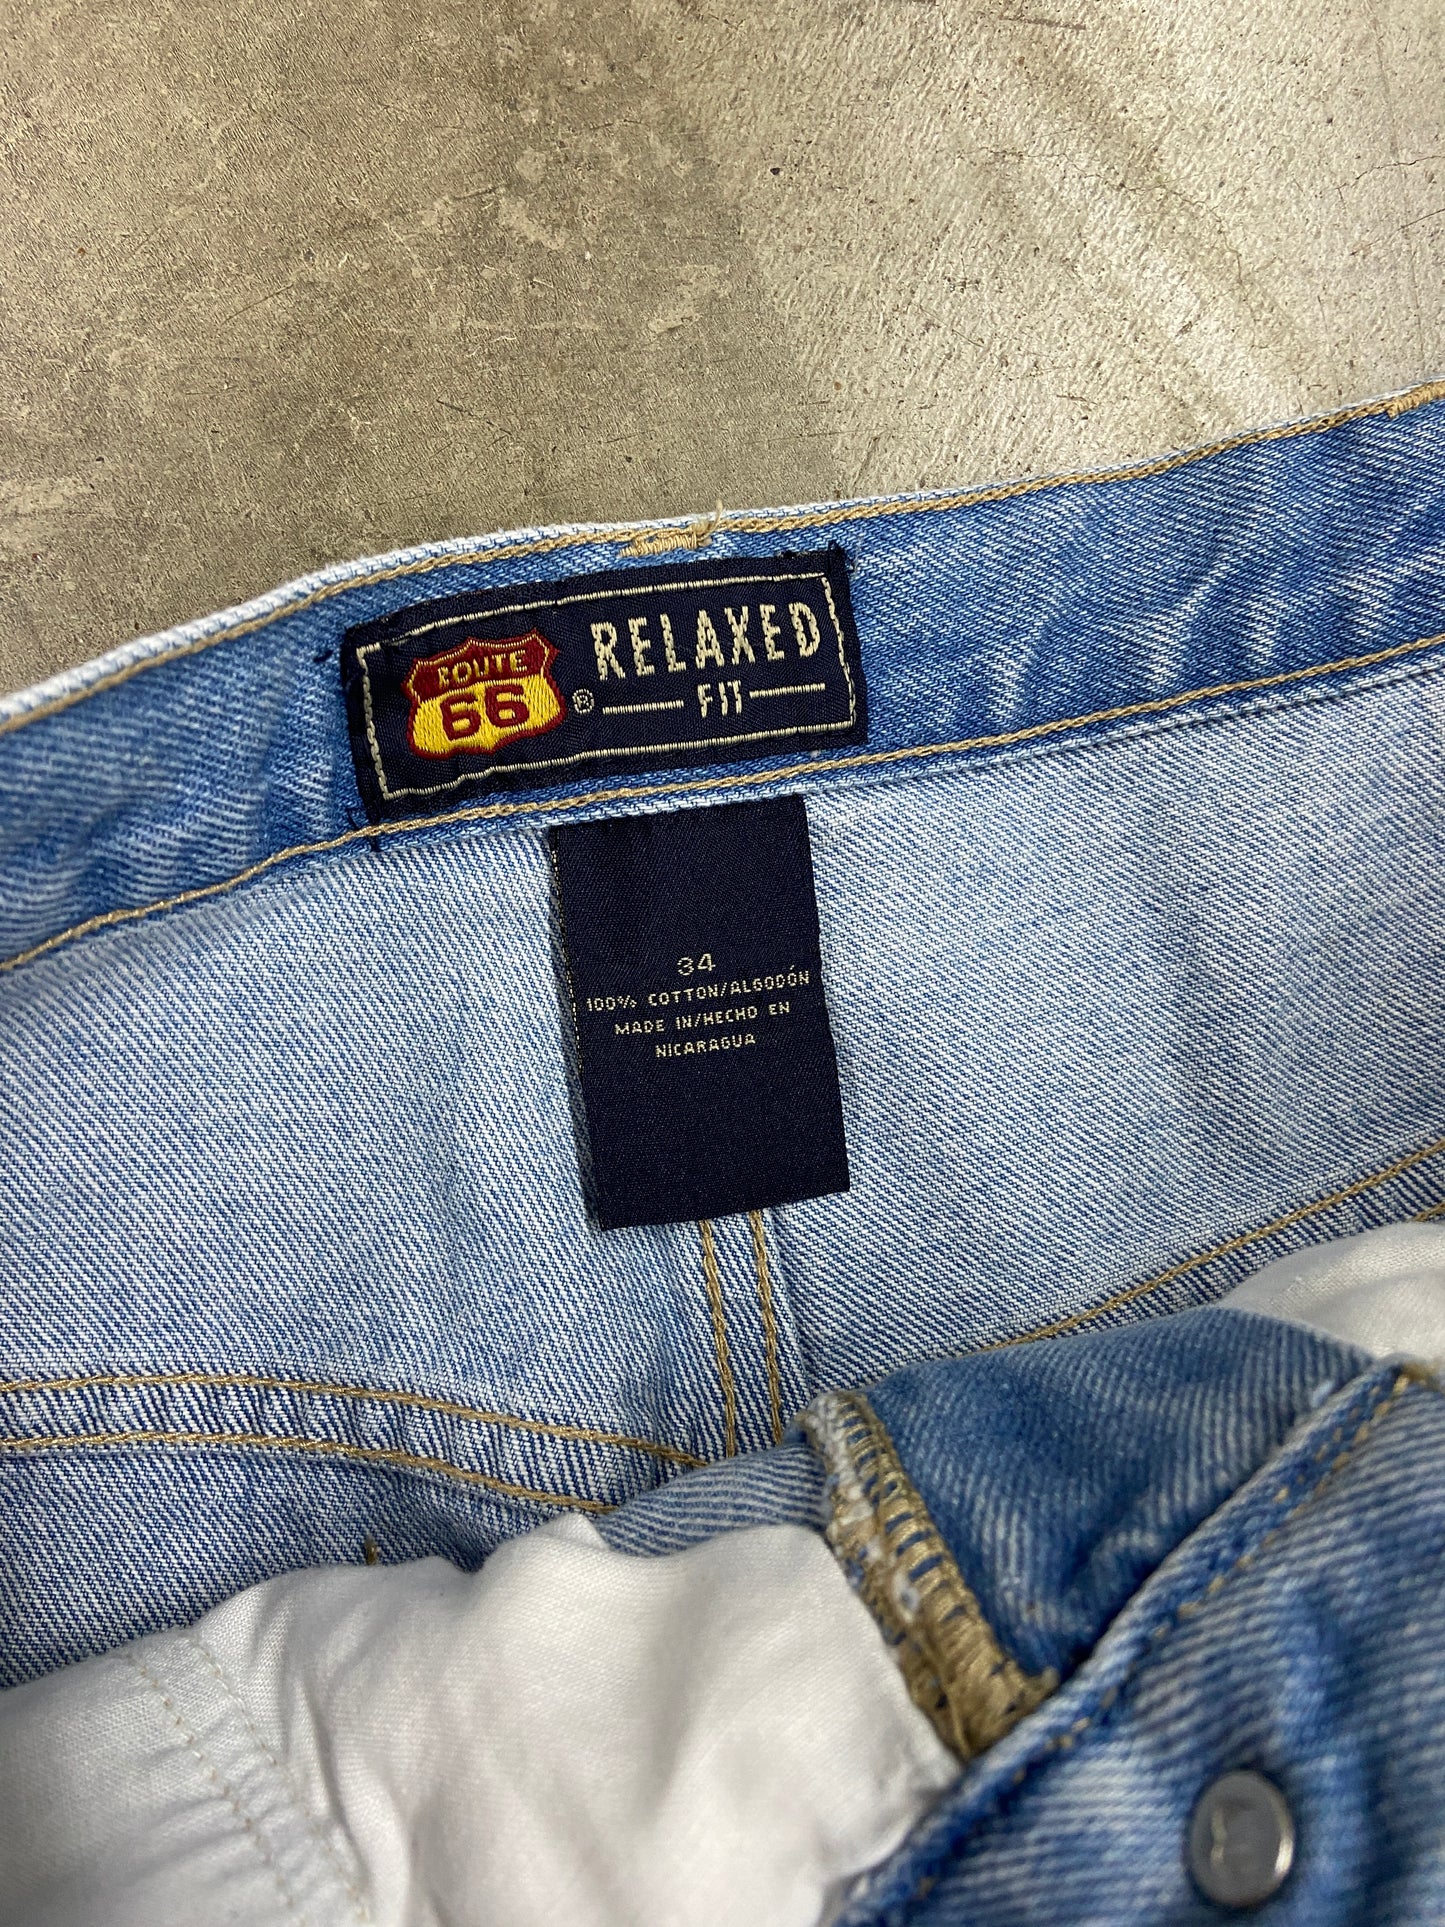 ROUTE
66
®
RELAXED
FIT
34
100% COTTON/ALGODÓN
MADE IN/HECHO EN
NICARAGUA